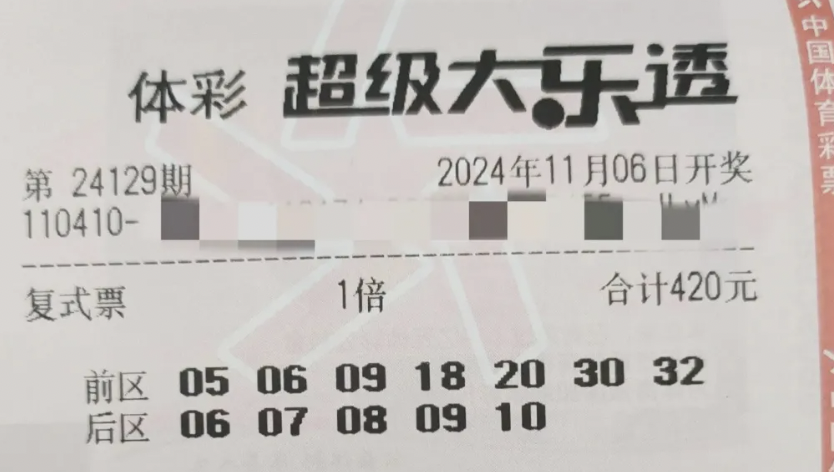 体彩 超级大乐透
第 24129期 2024年11月06日开奖
110410-
复式票 1倍 合计420元
前区 05 06 09 18 20 30 32
后区 06 07 08 09 10
中国体育彩票